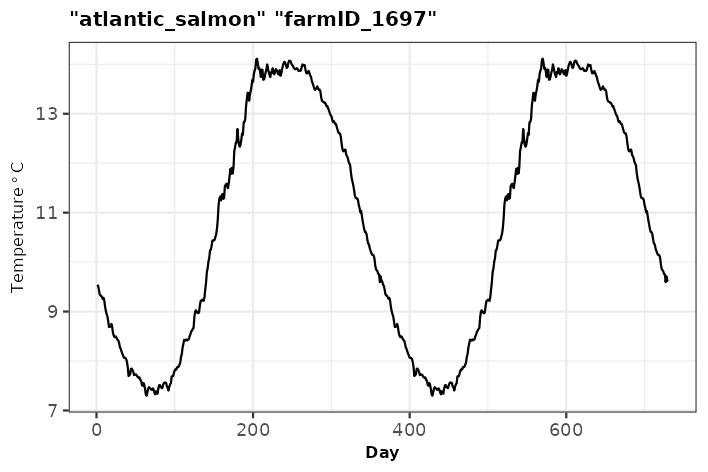 "atlantic_salmon" "farmID_1697"
Temperature°C
13
11
9
7
0 200 400 600
Day